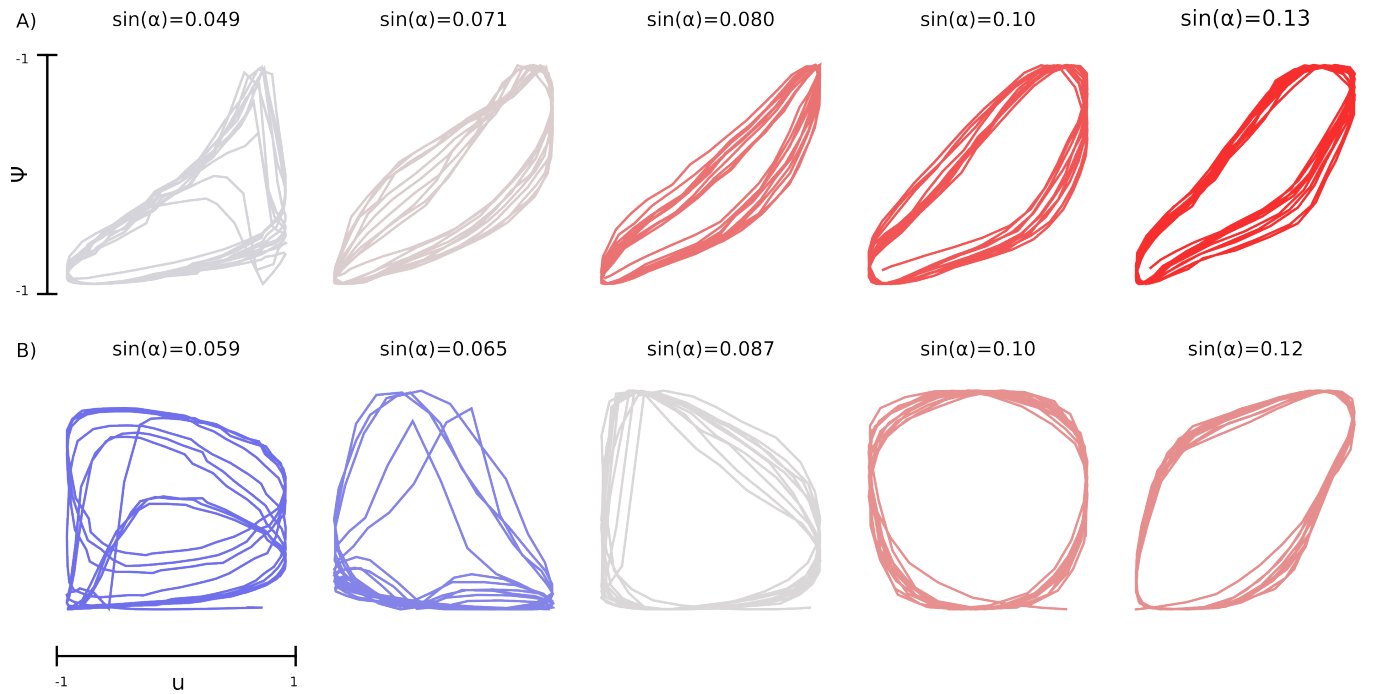 A) sin(α)=0.049 sin(α)=0.071 sin(α)=0.080 sin(α)=0.10 sin(α)=0.13
-1
Ψ
-1
B) sin(α)=0.059 sin(α)=0.065 sin(α)=0.087 sin(α)=0.10 sin(α)=0.12
-1 u 1